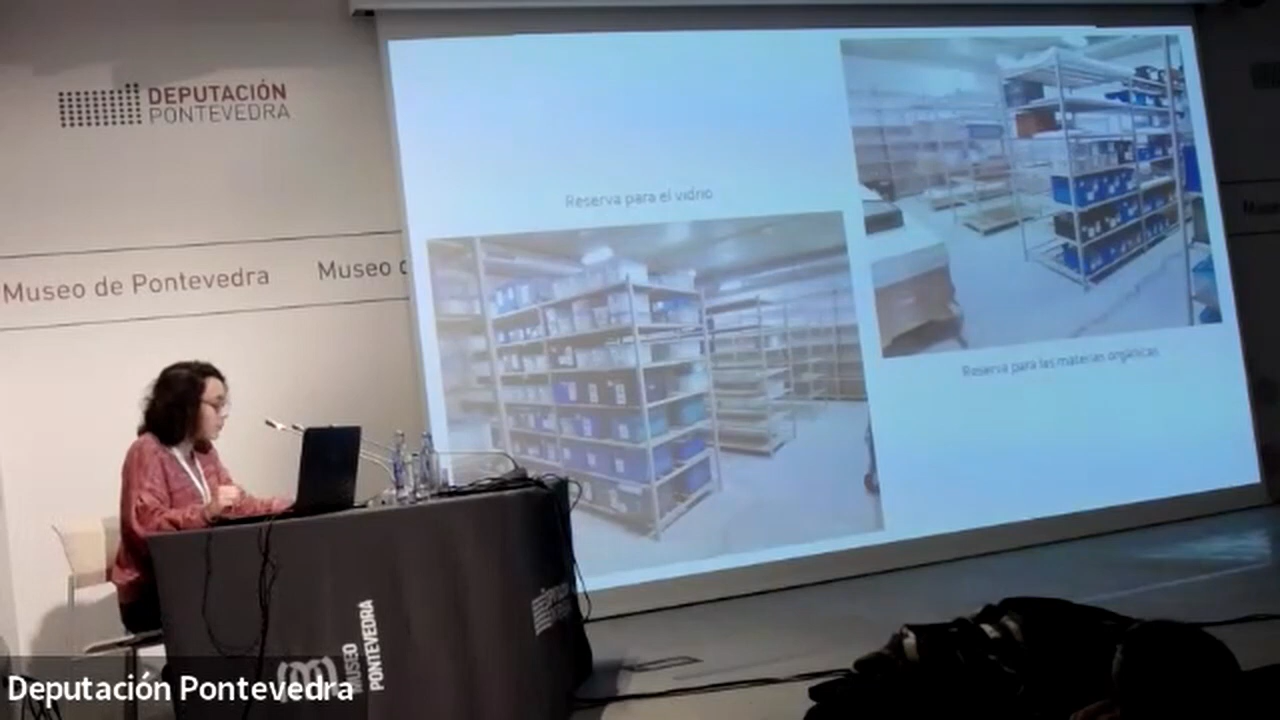 DEPUTACIÓN
PONTEVEDRA
Museo de Pontevedra
Museo d
Reserva para el vidrio
Reserva para las materias orgánicas
MUSEO
PONTEVEDRA
Deputación Pontevedra